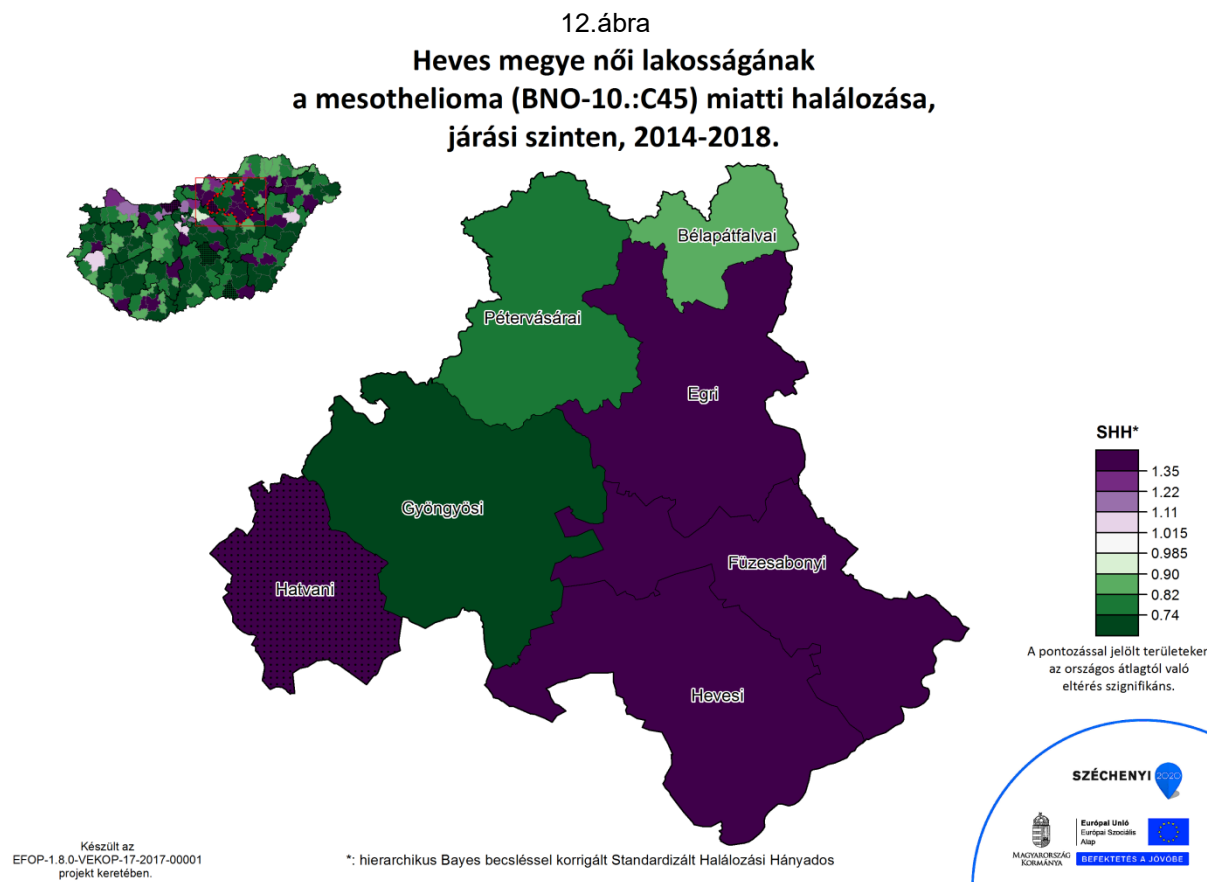 12.ábra
Heves megye női lakosságának
a mesothelioma (BNO-10.:C45) miatti halálozása,
járási szinten, 2014-2018.
Bélapátfalvai
Pétervásárai
Egri
Gyöngyösi
Füzesabonyi
Hatvani
Hevesi
SHH*
1.35
1.22
1.11
1.015
0.985
0.90
0.82
0.74
A pontozással jelölt területeken
az országos átlagtól való
eltérés szignifikáns.
SZÉCHENYI 2020
MAGYARORSZÁG
KORMÁNYA
Európai Unió
Európai Szociális
Alap
BEFEKTETÉS A JÖVŐBE
Készült az
EFOP-1.8.0-VEKOP-17-2017-00001
projekt keretében.
*: hierarchikus Bayes becsléssel korrigált Standardizált Halálozási Hányados